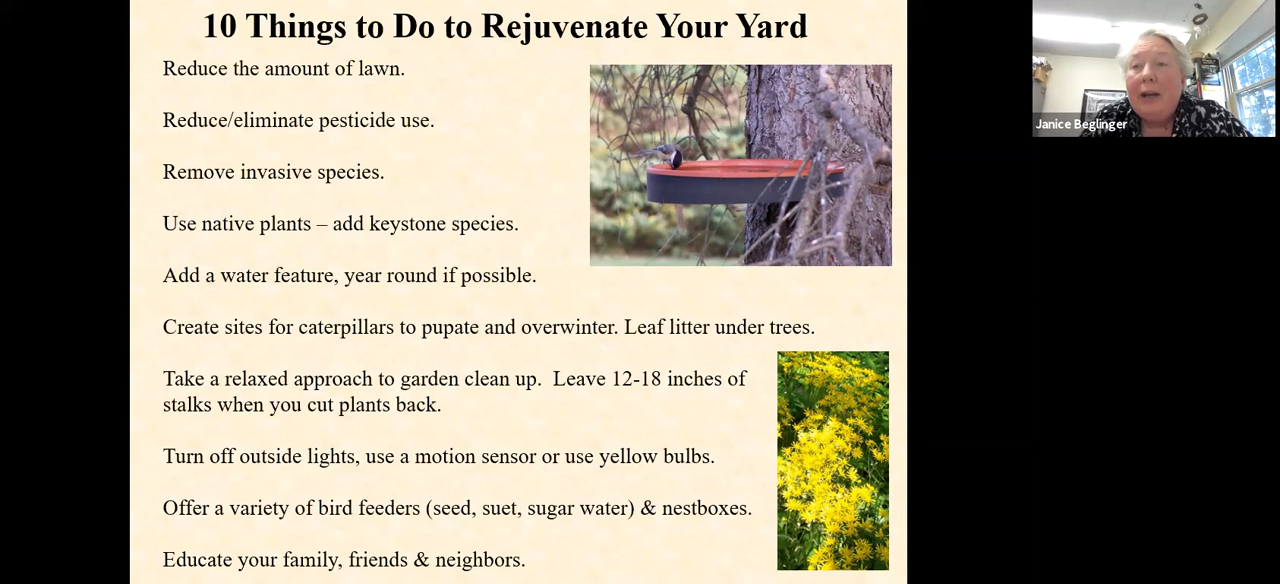 10 Things to Do to Rejuvenate Your Yard
Reduce the amount of lawn.
Reduce/eliminate pesticide use.
Remove invasive species.
Use native plants – add keystone species.
Add a water feature, year round if possible.
Create sites for caterpillars to pupate and overwinter. Leaf litter under trees.
Take a relaxed approach to garden clean up.  Leave 12-18 inches of
stalks when you cut plants back.
Turn off outside lights, use a motion sensor or use yellow bulbs.
Offer a variety of bird feeders (seed, suet, sugar water) & nestboxes.
Educate your family, friends & neighbors.
Janice Beglinger